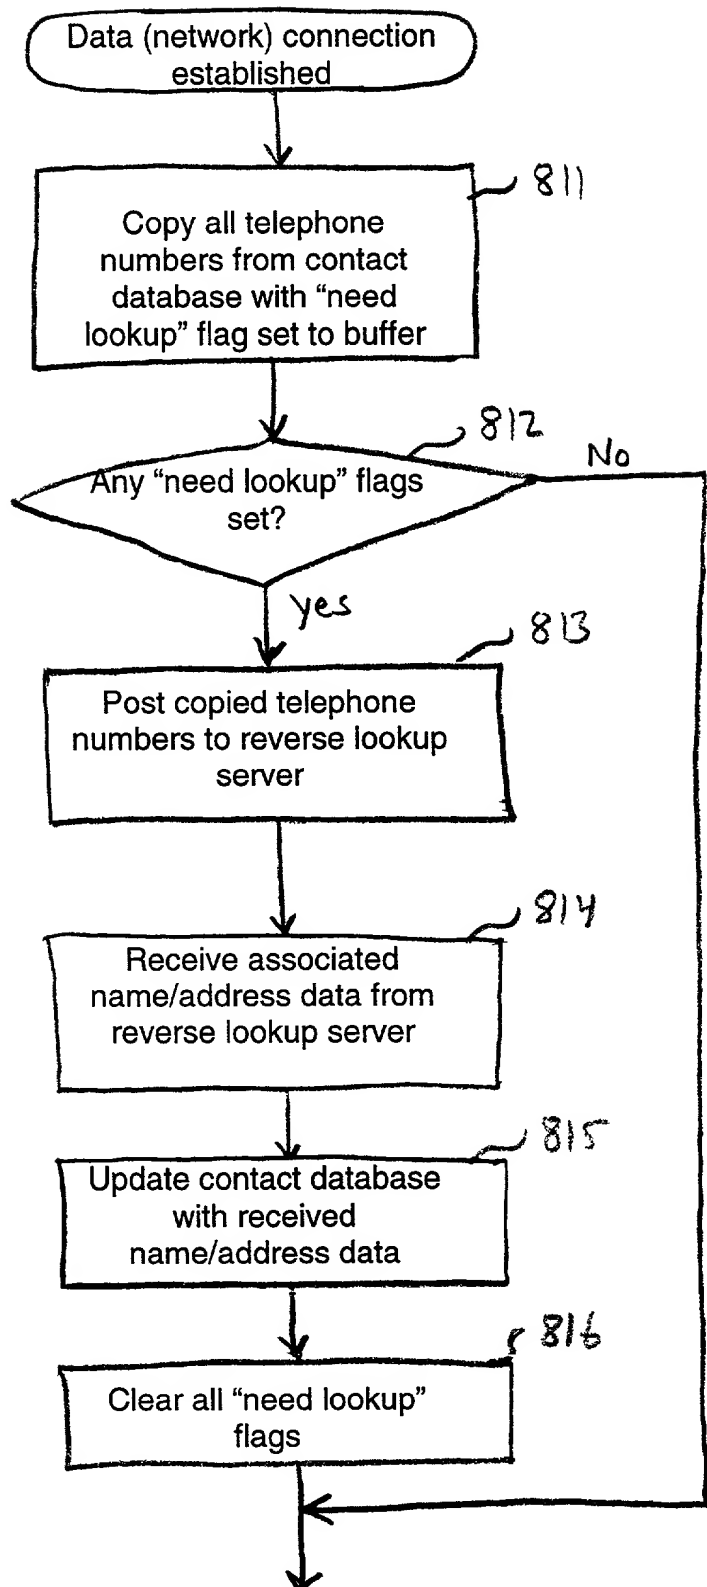 Data (network) connection
established
811
Copy all telephone
numbers from contact
database with “need
lookup” flag set to buffer
812
No
Any “need lookup” flags
set?
yes
813
Post copied telephone
numbers to reverse lookup
server
814
Receive associated
name/address data from
reverse lookup server
815
Update contact database
with received
name/address data
816
Clear all “need lookup”
flags